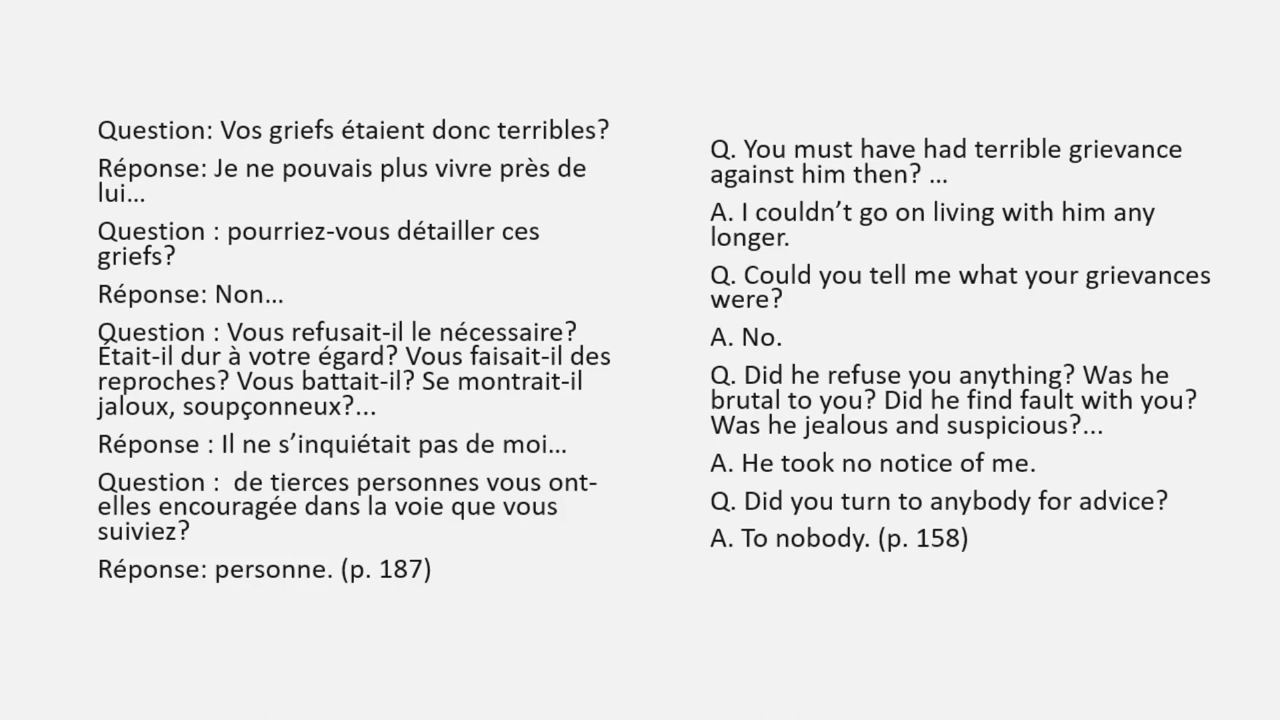 Question: Vos griefs étaient donc terribles?
Réponse: Je ne pouvais plus vivre près de
lui...
Question : pourriez-vous détailler ces
griefs?
Réponse: Non...
Question : Vous refusait-il le nécessaire?
Était-il dur à votre égard? Vous faisait-il des
reproches? Vous battait-il? Se montrait-il
jaloux, soupçonneux?...
Réponse : Il ne s’inquiétait pas de moi...
Question :  de tierces personnes vous ont-
elles encouragée dans la voie que vous
suiviez?
Réponse: personne. (p. 187)
Q. You must have had terrible grievance
against him then? ...
A. I couldn’t go on living with him any
longer.
Q. Could you tell me what your grievances
were?
A. No.
Q. Did he refuse you anything? Was he
brutal to you? Did he find fault with you?
Was he jealous and suspicious?...
A. He took no notice of me.
Q. Did you turn to anybody for advice?
A. To nobody. (p. 158)